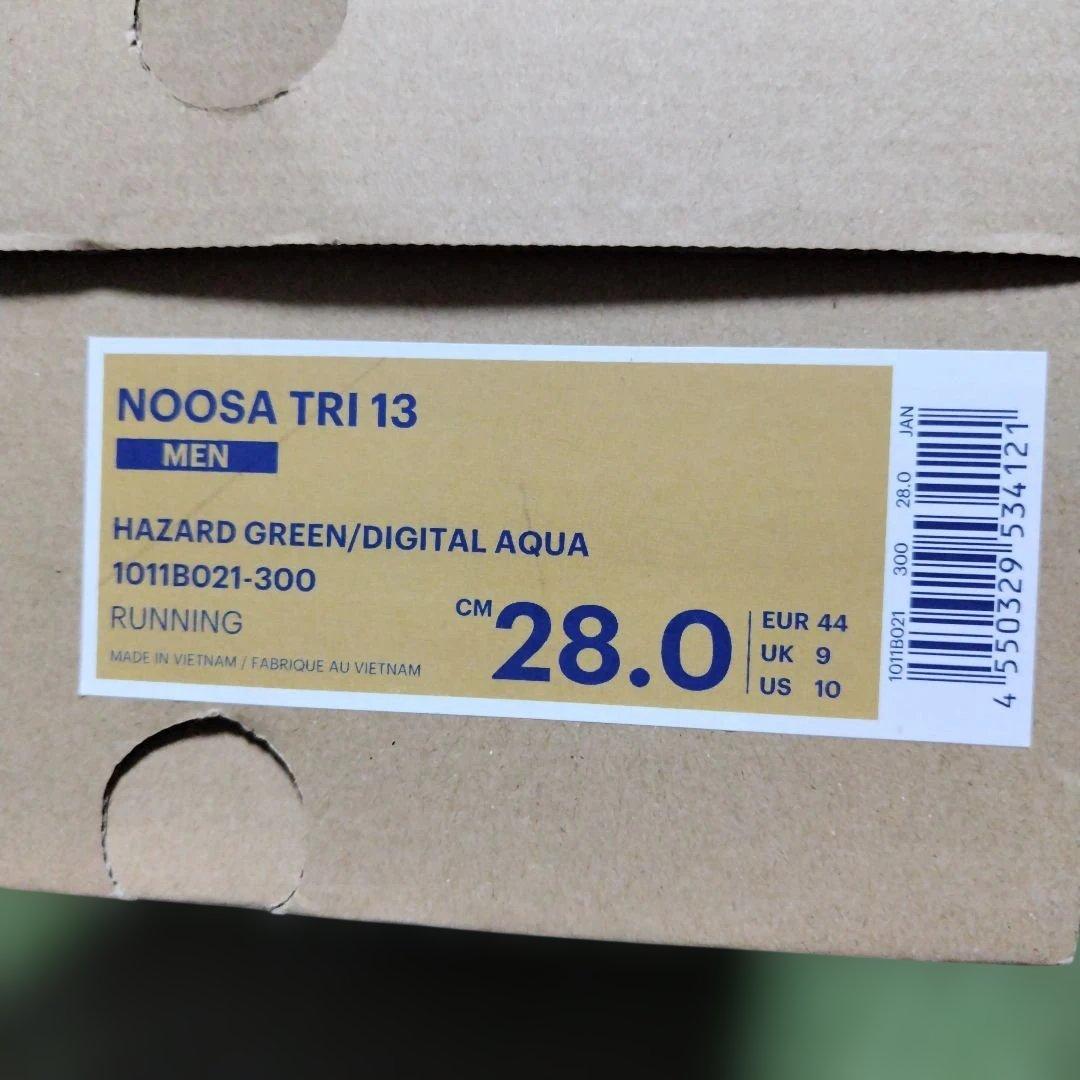 NOOSA TRI 13
MEN
HAZARD GREEN/DIGITAL AQUA
1011B021-300
RUNNING
MADE IN VIETNAM / FABRIQUE AU VIETNAM
CM 28.0
EUR 44
UK 9
US 10
1011B021 300 28.0 JAN
4 550329 534121